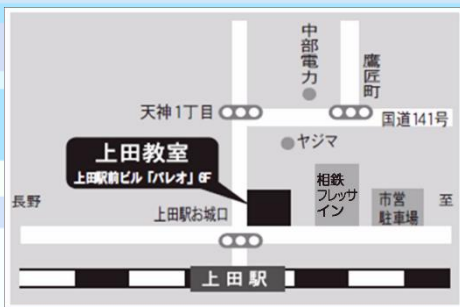 中部電力
鷹匠町
天神1丁目
国道141号
ヤジマ
上田教室
上田駅前ビル「パレオ」6F
相鉄
フレッサ
イン
市営
駐車場
長野
至
上田駅お城口
上田駅